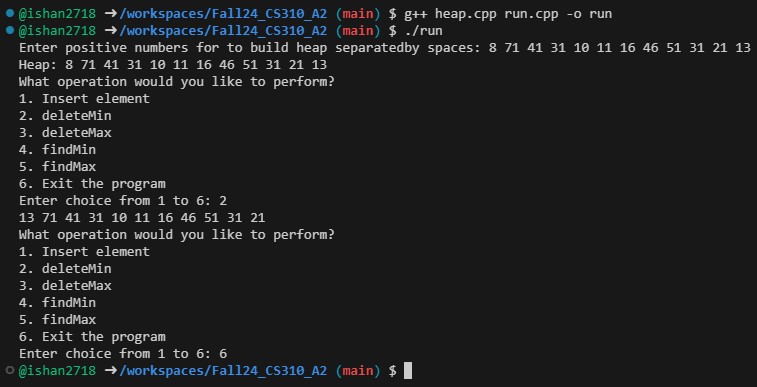 @ishan2718 ➜/workspaces/Fall24_CS310_A2 (main) $ g++ heap.cpp run.cpp -o run
@ishan2718 ➜/workspaces/Fall24_CS310_A2 (main) $ ./run
Enter positive numbers for to build heap separatedby spaces: 8 71 41 31 10 11 16 46 51 31 21 13
Heap: 8 71 41 31 10 11 16 46 51 31 21 13
What operation would you like to perform?
1. Insert element
2. deleteMin
3. deleteMax
4. findMin
5. findMax
6. Exit the program
Enter choice from 1 to 6: 2
13 71 41 31 10 11 16 46 51 31 21
What operation would you like to perform?
1. Insert element
2. deleteMin
3. deleteMax
4. findMin
5. findMax
6. Exit the program
Enter choice from 1 to 6: 6
@ishan2718 ➜/workspaces/Fall24_CS310_A2 (main) $